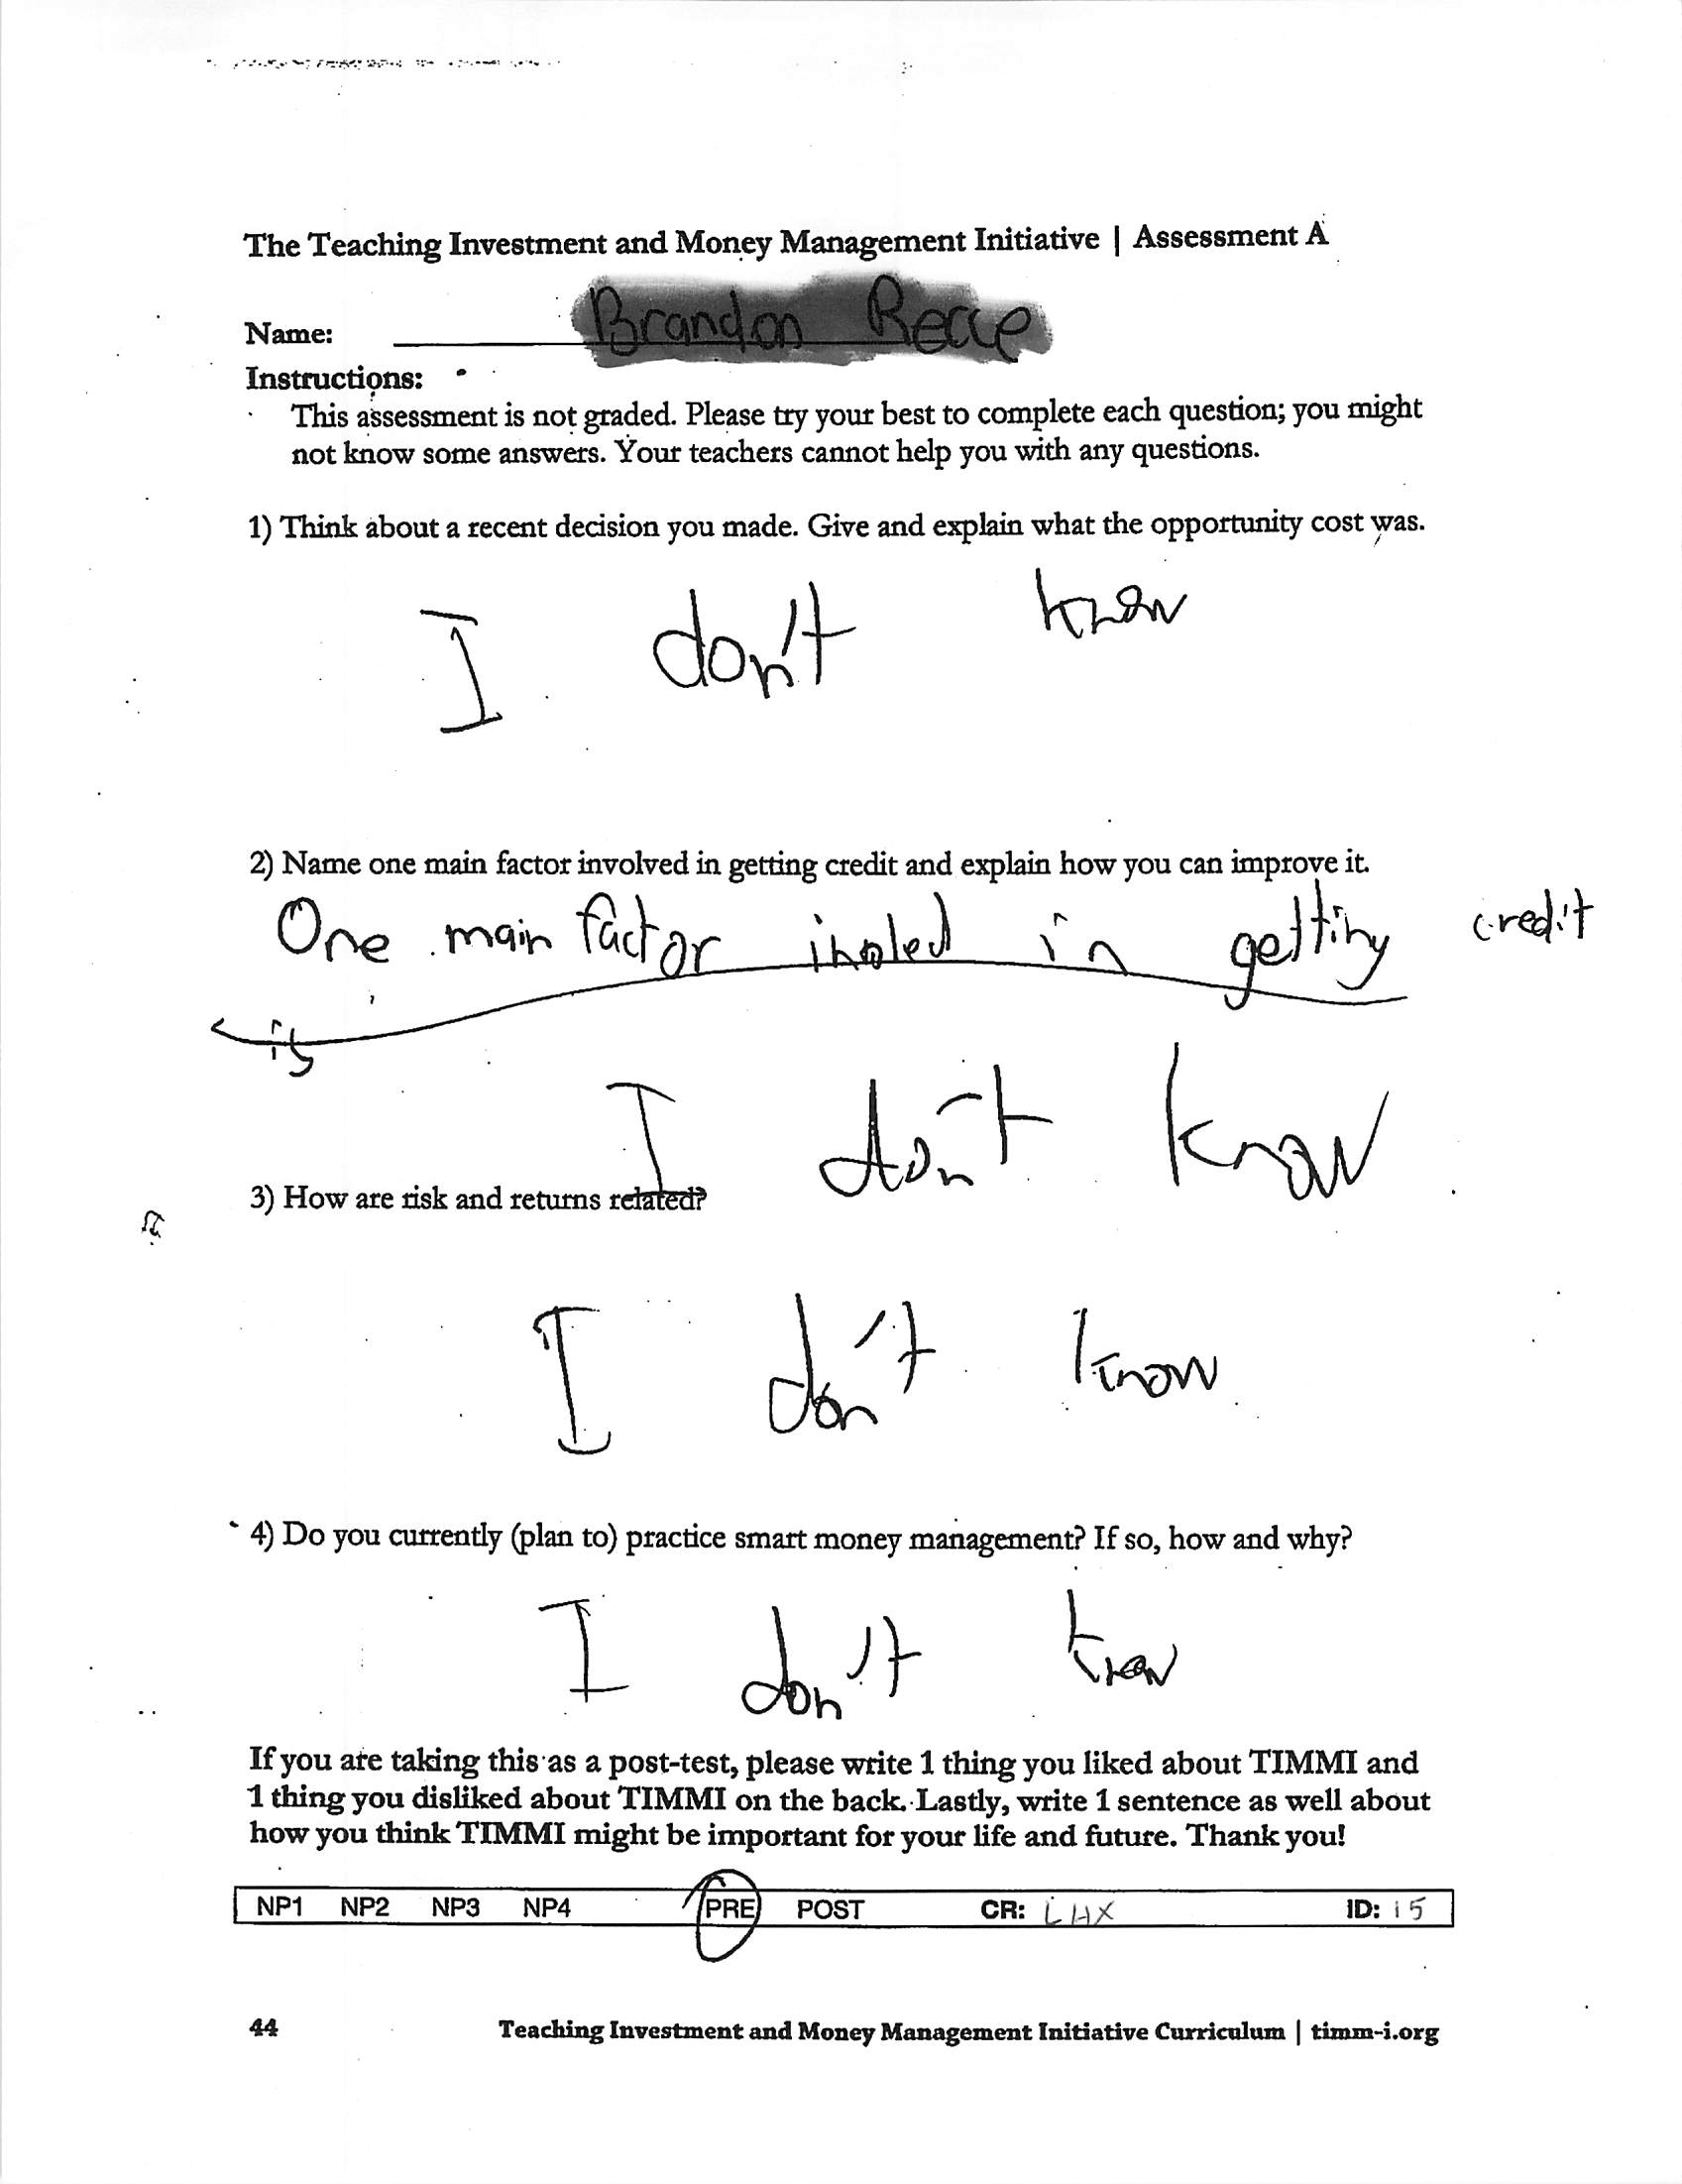 The Teaching Investment and Money Management Initiative | Assessment A
Name: Brandon
Instructions:
This assessment is not graded. Please try your best to complete each question; you might
not know some answers. Your teachers cannot help you with any questions.
1) Think about a recent decision you made. Give and explain what the opportunity cost was.
I don't know
2) Name one main factor involved in getting credit and explain how you can improve it.
One main factor in getting credit
is
I don't know
3) How are risk and returns related?
I don't know
4) Do you currently (plan to) practice smart money management? If so, how and why?
I don't know
If you are taking this as a post-test, please write 1 thing you liked about TIMMI and
1 thing you disliked about TIMMI on the back. Lastly, write 1 sentence as well about
how you think TIMMI might be important for your life and future. Thank you!
NP1 NP2 NP3 NP4 PRE POST CR: LHX ID: 15
44 Teaching Investment and Money Management Initiative Curriculum | timm-i.org